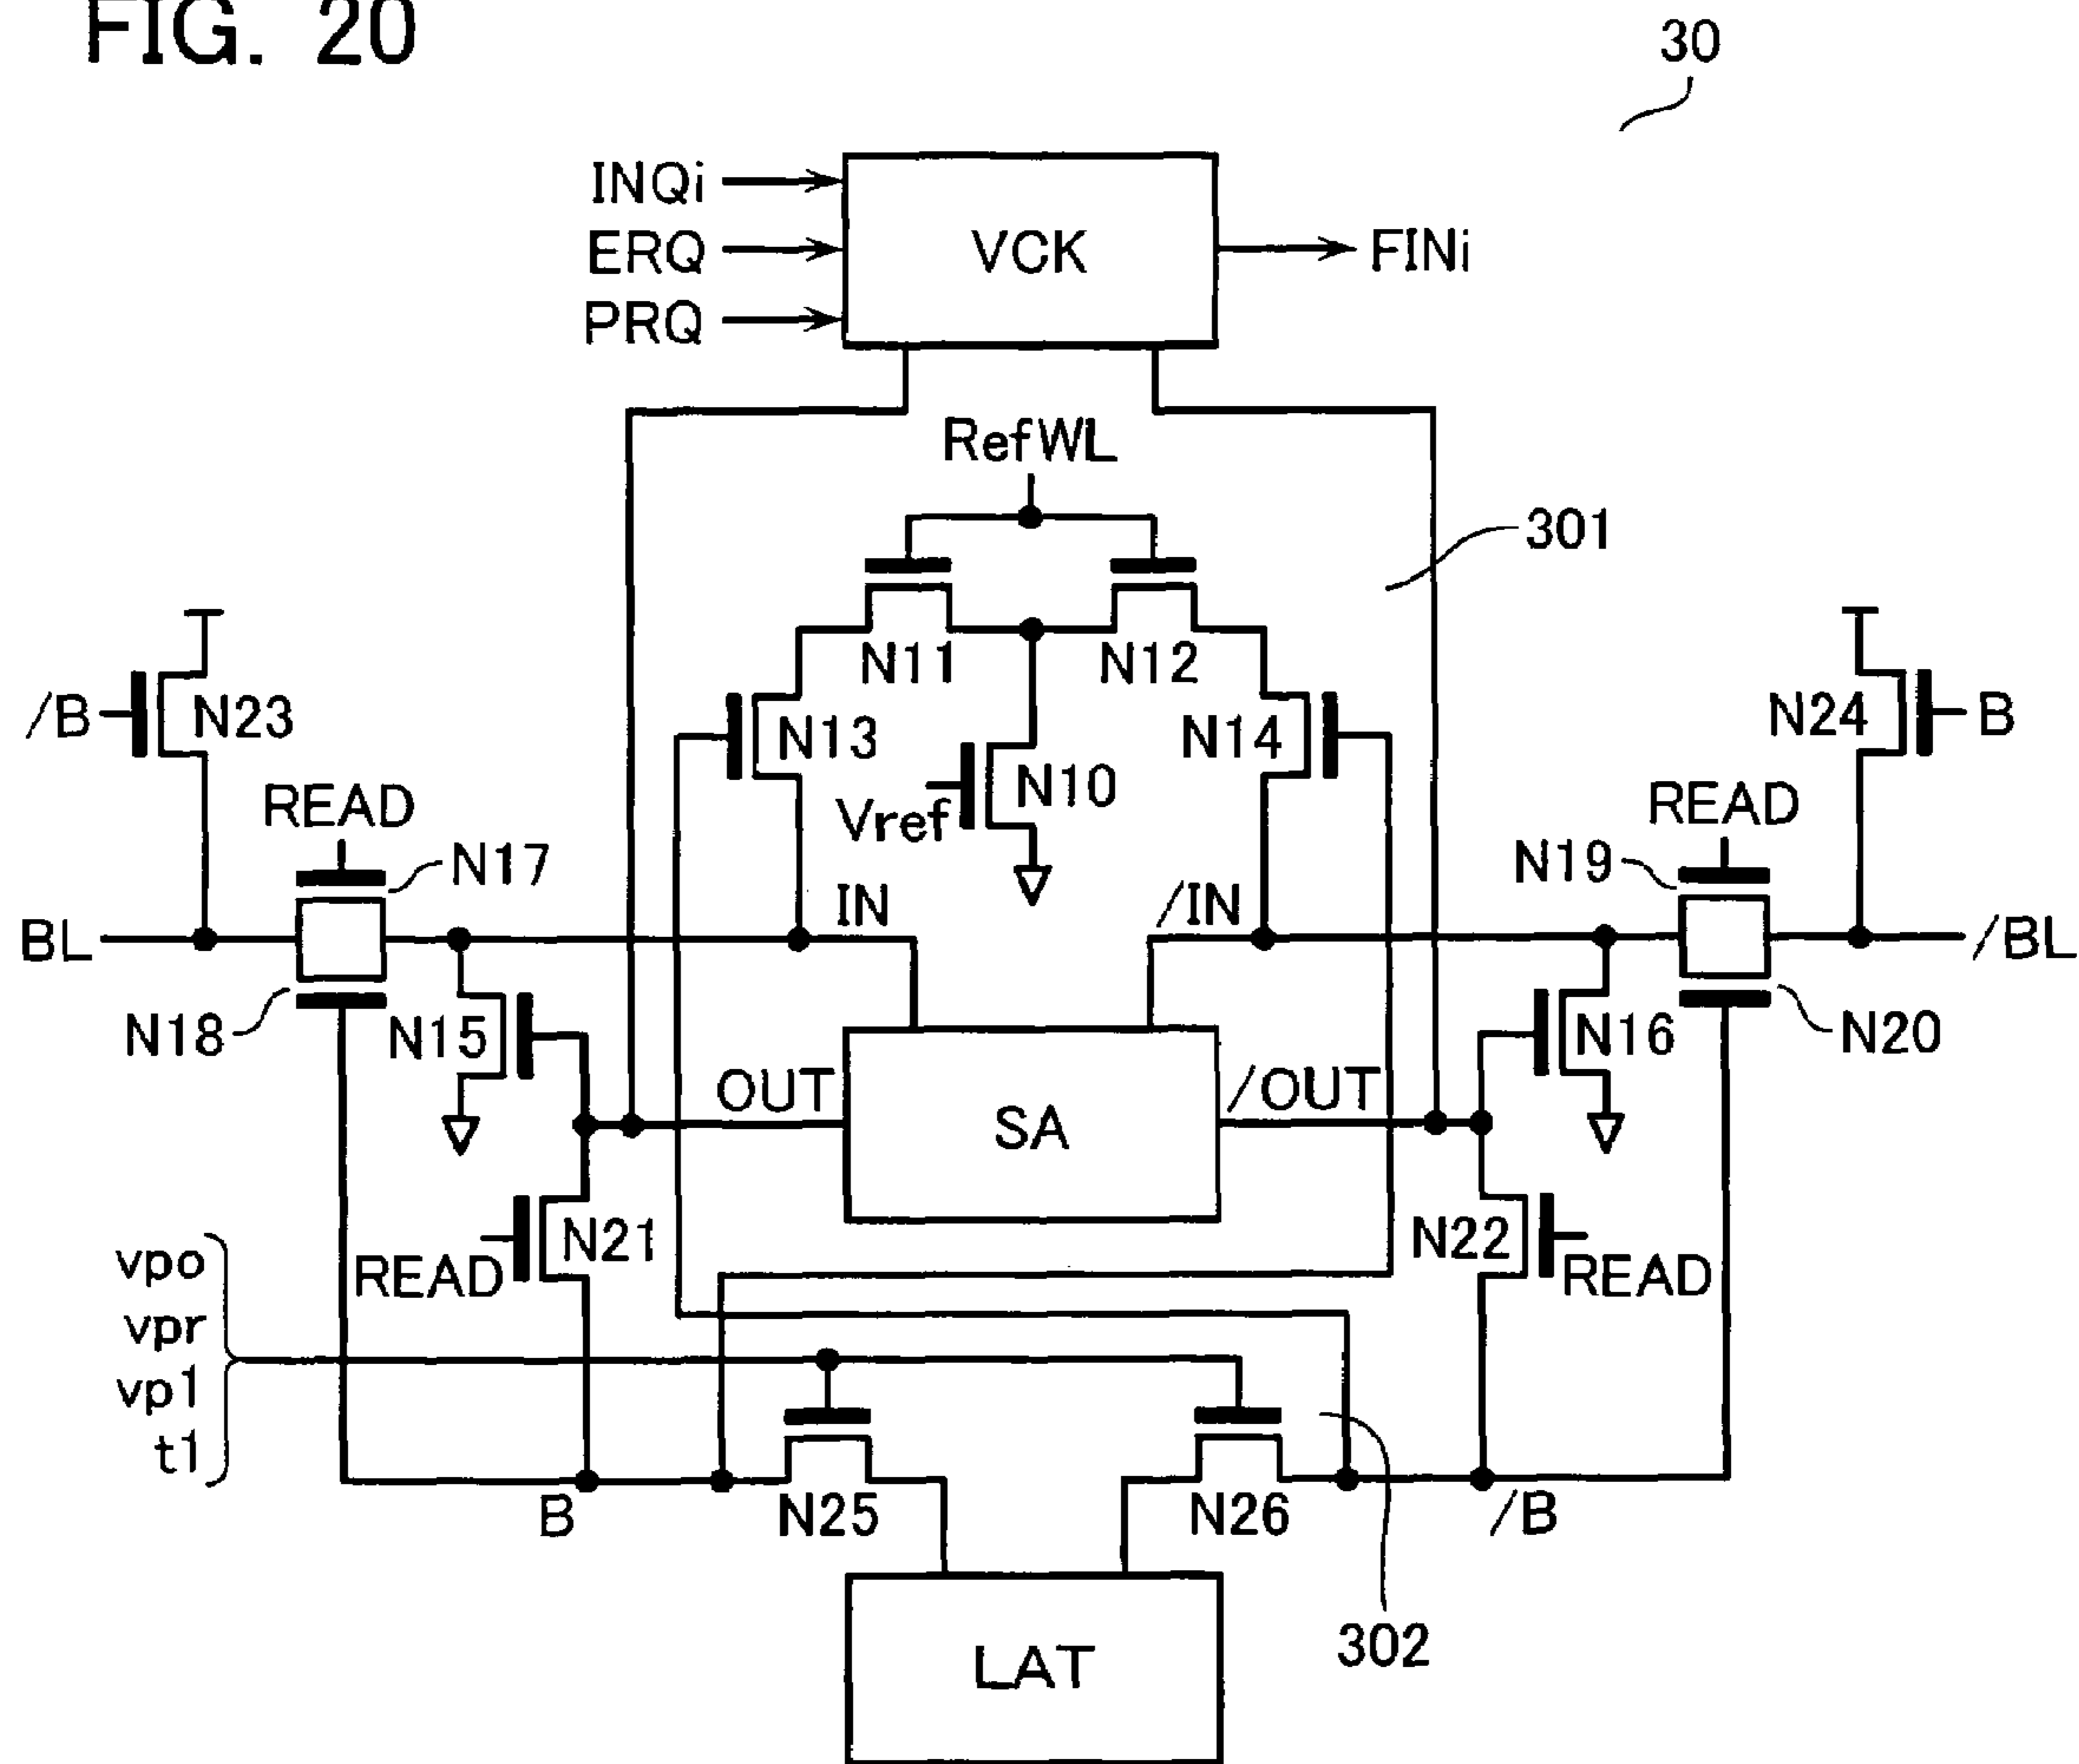 FIG. 20
30
INQi
ERQ
PRQ
VCK
FINi
RefWL
301
N11
N12
/B
N23
N13
N14
N24
B
N10
Vref
READ
N17
READ
N19
IN
/IN
BL
/BL
N18
N15
N16
N20
OUT
SA
/OUT
N21
READ
N22
READ
vpo
vpr
vp1
t1
B
N25
N26
/B
302
LAT